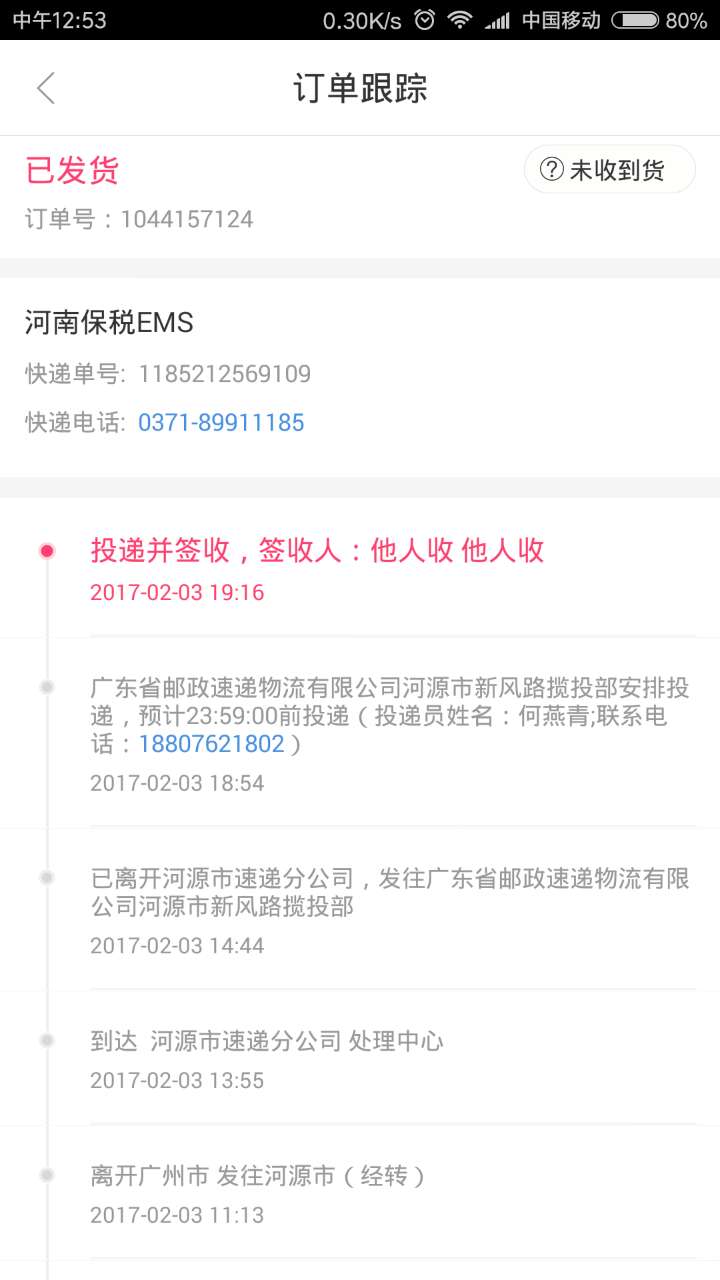 中午12:53 0.30K/s 中国移动 80%
订单跟踪
已发货
? 未收到货
订单号：1044157124
河南保税EMS
快递单号: 1185212569109
快递电话: 0371-89911185
投递并签收，签收人：他人收 他人收
2017-02-03 19:16
广东省邮政速递物流有限公司河源市新风路揽投部安排投
递，预计23:59:00前投递（投递员姓名：何燕青;联系电
话：18807621802）
2017-02-03 18:54
已离开河源市速递分公司，发往广东省邮政速递物流有限
公司河源市新风路揽投部
2017-02-03 14:44
到达 河源市速递分公司 处理中心
2017-02-03 13:55
离开广州市 发往河源市（经转）
2017-02-03 11:13